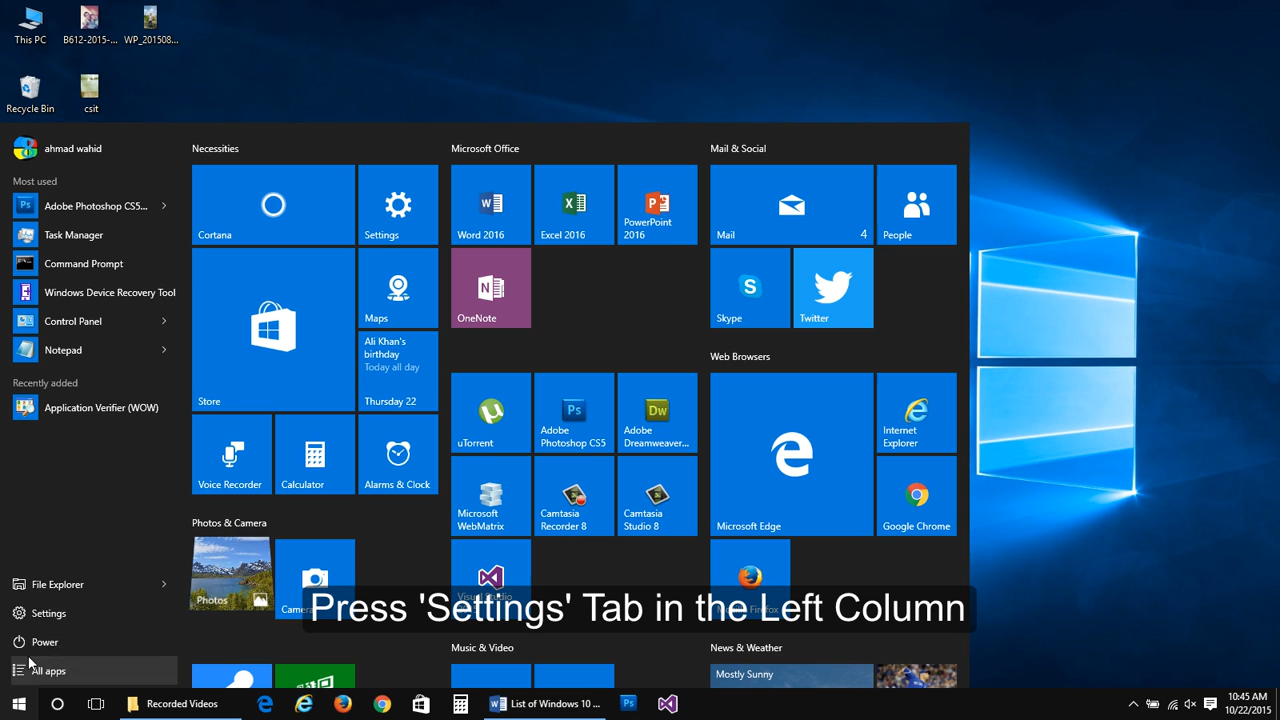 This PC
B612-2015-...
WP_201508...
Recycle Bin
csit
ahmad wahid
Most used
Adobe Photoshop CS5...
Task Manager
Command Prompt
Windows Device Recovery Tool
Control Panel
Notepad
Recently added
Application Verifier (WOW)
File Explorer
Settings
Power
All apps
Necessities
Cortana
Settings
Store
Maps
Ali Khan's
birthday
Today all day
Thursday 22
Voice Recorder
Calculator
Alarms & Clock
Photos & Camera
Photos
Camera
Microsoft Office
Word 2016
Excel 2016
PowerPoint
2016
OneNote
uTorrent
Adobe
Photoshop CS5
Adobe
Dreamweaver...
Microsoft
WebMatrix
Camtasia
Recorder 8
Camtasia
Studio 8
Visual Studio
Music & Video
Mail & Social
Mail
4
People
Skype
Twitter
Web Browsers
Microsoft Edge
Internet
Explorer
Google Chrome
Mozilla Firefox
News & Weather
Mostly Sunny
Press 'Settings' Tab in the Left Column
Recorded Videos
List of Windows 10 ...
10:45 AM
10/22/2015